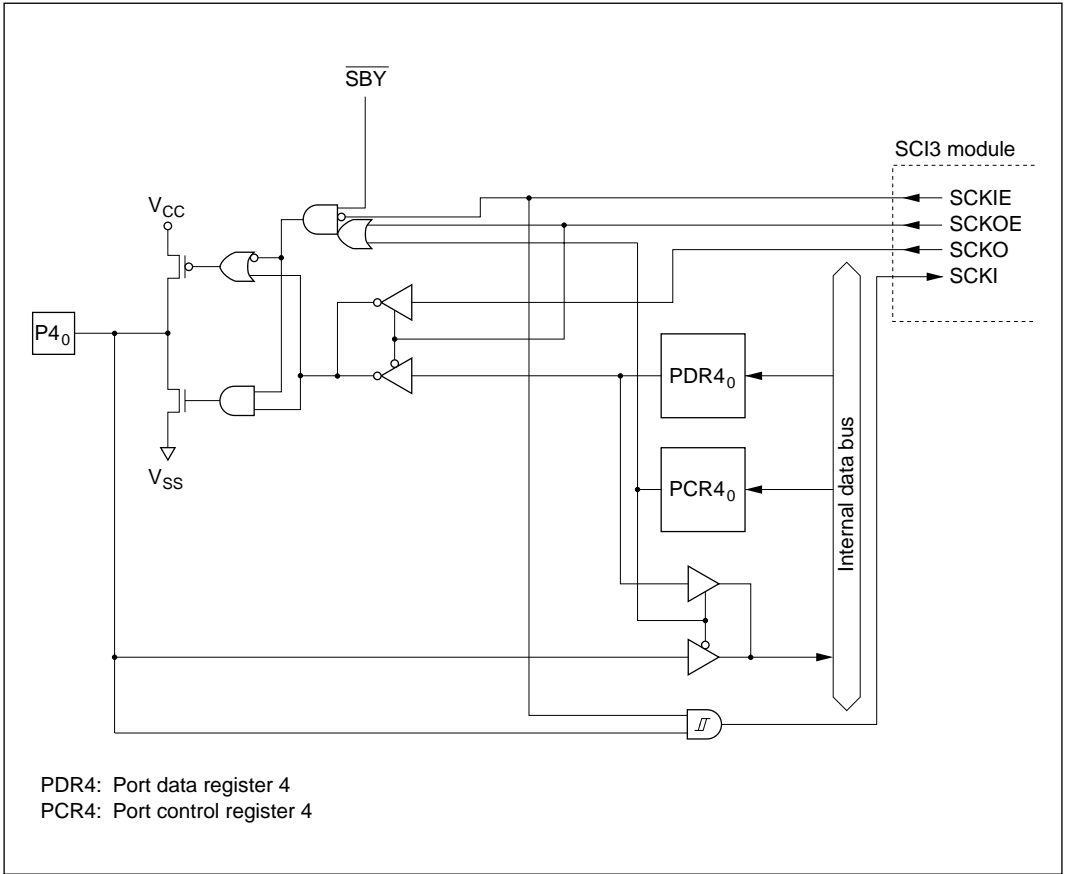 SBY
SCI3 module
SCKIE
SCKOE
SCKO
SCKI
VCC
P40
VSS
PDR40
PCR40
Internal data bus
PDR4: Port data register 4
PCR4: Port control register 4